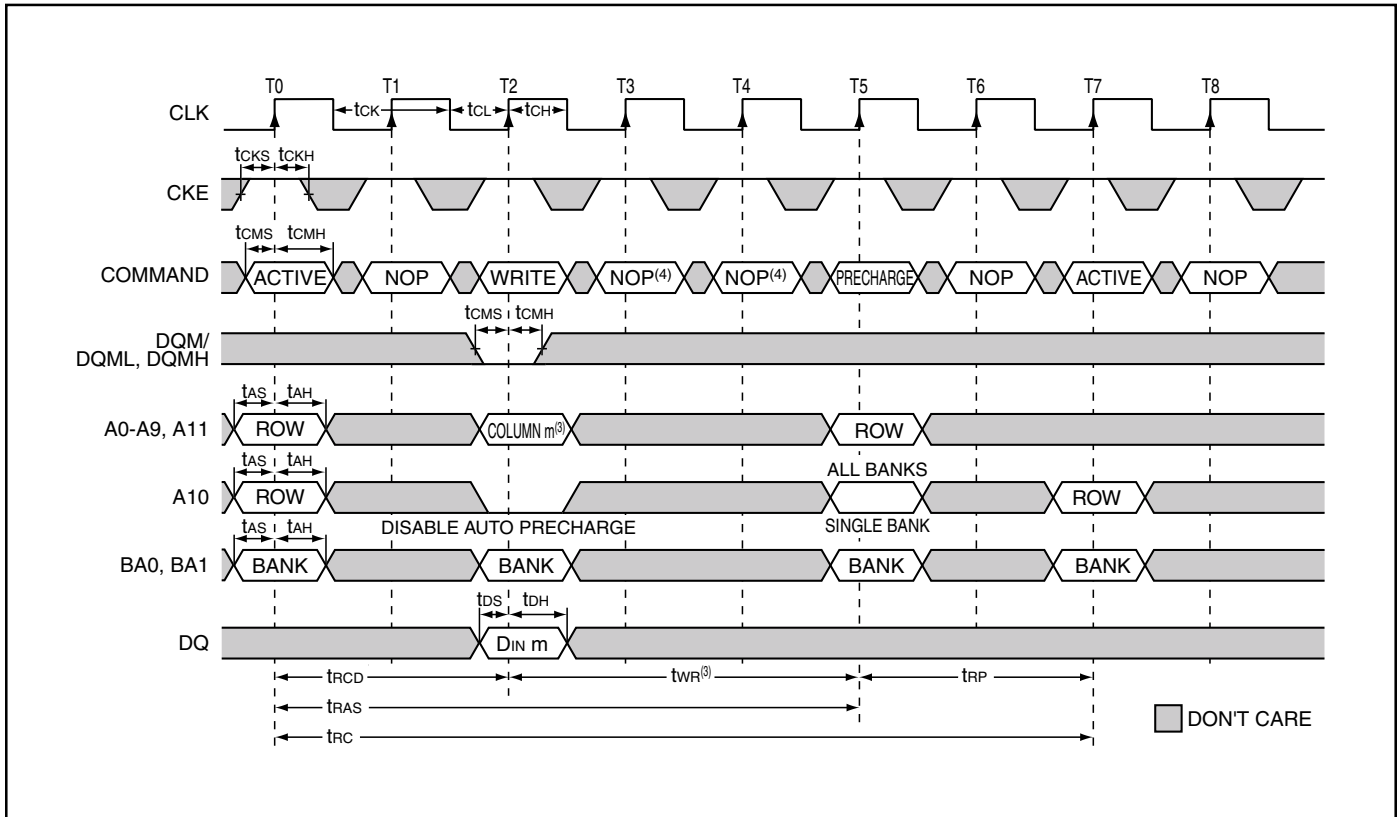 T0 T1 T2 T3 T4 T5 T6 T7 T8
CLK tCK tCL tCH
tCKS tCKH
CKE
tCMS tCMH
COMMAND ACTIVE NOP WRITE NOP(4) NOP(4) PRECHARGE NOP ACTIVE NOP
tCMS tCMH
DQM/
DQML, DQMH
tAS tAH
A0-A9, A11 ROW COLUMN m(3) ROW
tAS tAH ALL BANKS
A10 ROW ROW
tAS tAH DISABLE AUTO PRECHARGE SINGLE BANK
BA0, BA1 BANK BANK BANK BANK
tDS tDH
DQ DIN m
tRCD tWR(3) tRP
tRAS
DON'T CARE
tRC